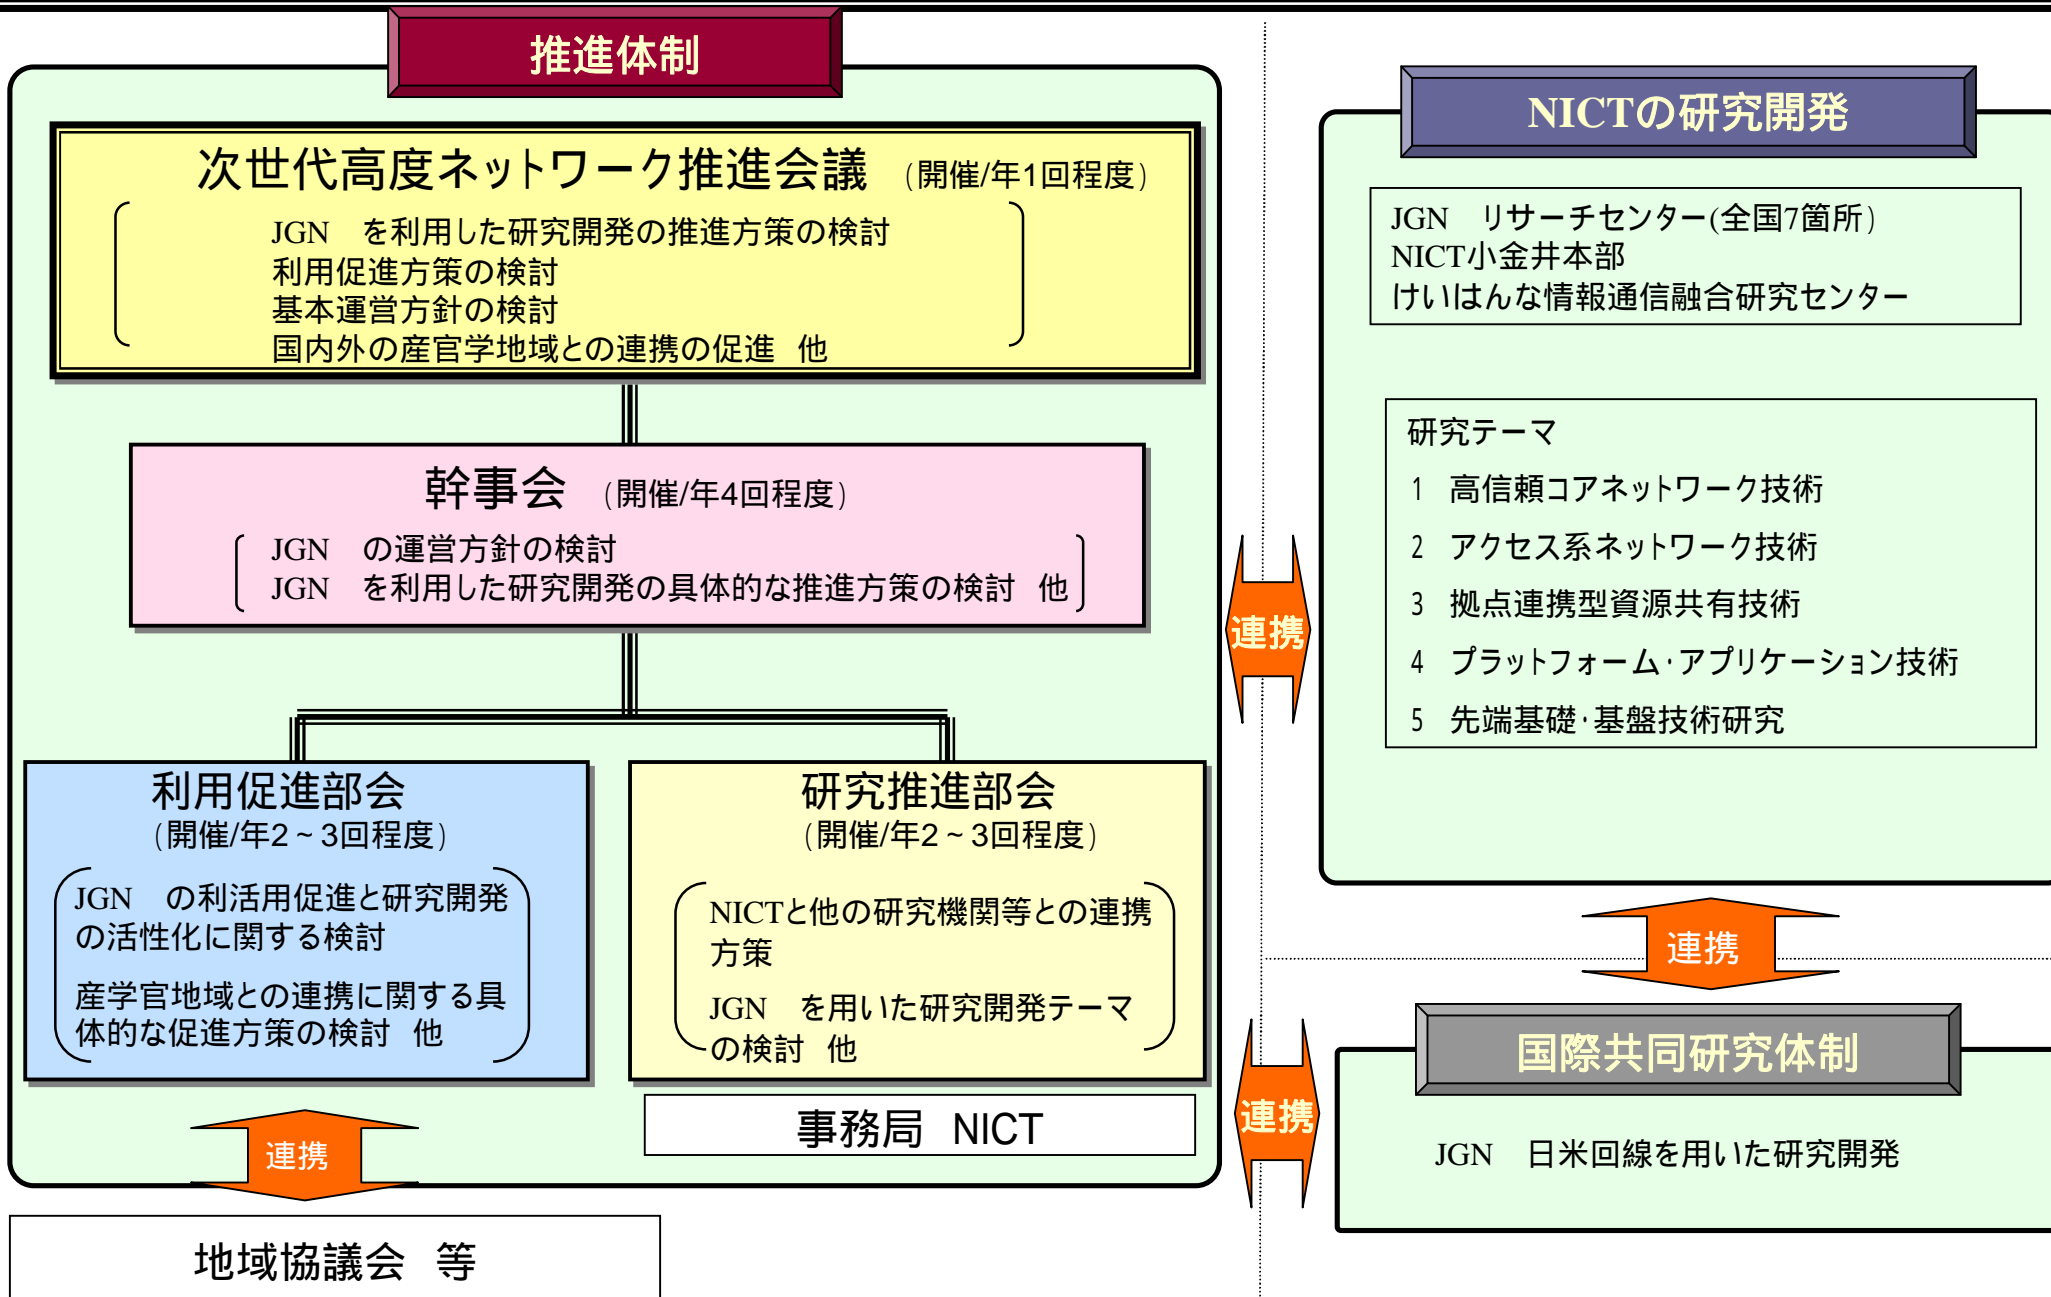 推進体制
次世代高度ネットワーク推進会議 (開催/年1回程度)
JGN を利用した研究開発の推進方策の検討
利用促進方策の検討
基本運営方針の検討
国内外の産官学地域との連携の促進 他
幹事会 (開催/年4回程度)
JGN の運営方針の検討
JGN を利用した研究開発の具体的な推進方策の検討 他
利用促進部会
(開催/年2~3回程度)
JGN の利活用促進と研究開発
の活性化に関する検討
産学官地域との連携に関する具
体的な促進方策の検討 他
研究推進部会
(開催/年2~3回程度)
NICTと他の研究機関等との連携
方策
JGN を用いた研究開発テーマ
の検討 他
事務局 NICT
連携
地域協議会 等
連携
連携
NICTの研究開発
JGN リサーチセンター(全国7箇所)
NICT小金井本部
けいはんな情報通信融合研究センター
研究テーマ
1 高信頼コアネットワーク技術
2 アクセス系ネットワーク技術
3 拠点連携型資源共有技術
4 プラットフォーム・アプリケーション技術
5 先端基礎・基盤技術研究
連携
国際共同研究体制
JGN 日米回線を用いた研究開発